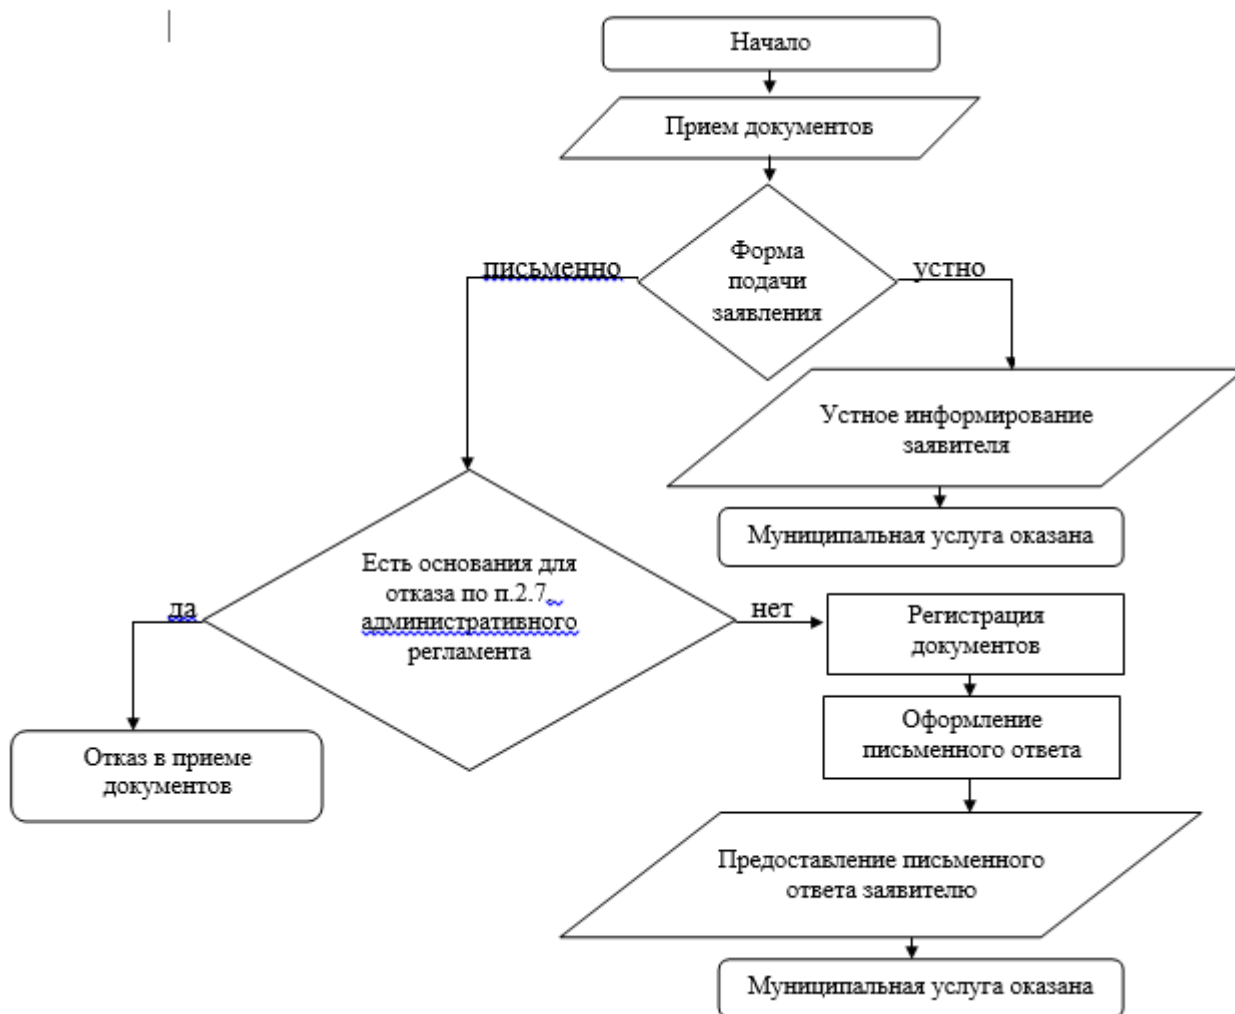 Начало
Прием документов
Форма
подачи
заявления
письменно
устно
Устное информирование
заявителя
Муниципальная услуга оказана
Есть основания для
отказа по п.2.7.
административного
регламента
да
нет
Регистрация
документов
Оформление
письменного ответа
Отказ в приеме
документов
Предоставление письменного
ответа заявителю
Муниципальная услуга оказана